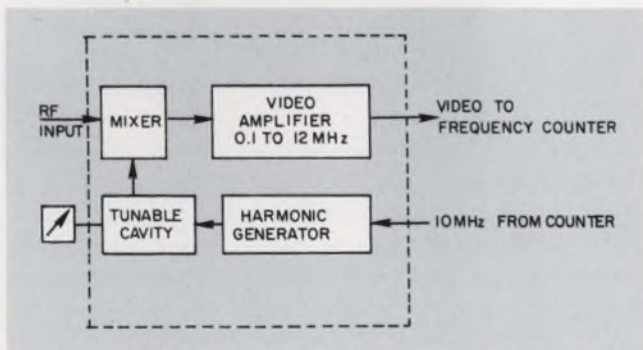 RF
INPUT
MIXER
VIDEO
AMPLIFIER
0.1 TO 12 MHz
VIDEO TO
FREQUENCY COUNTER
TUNABLE
CAVITY
HARMONIC
GENERATOR
10MHz FROM COUNTER